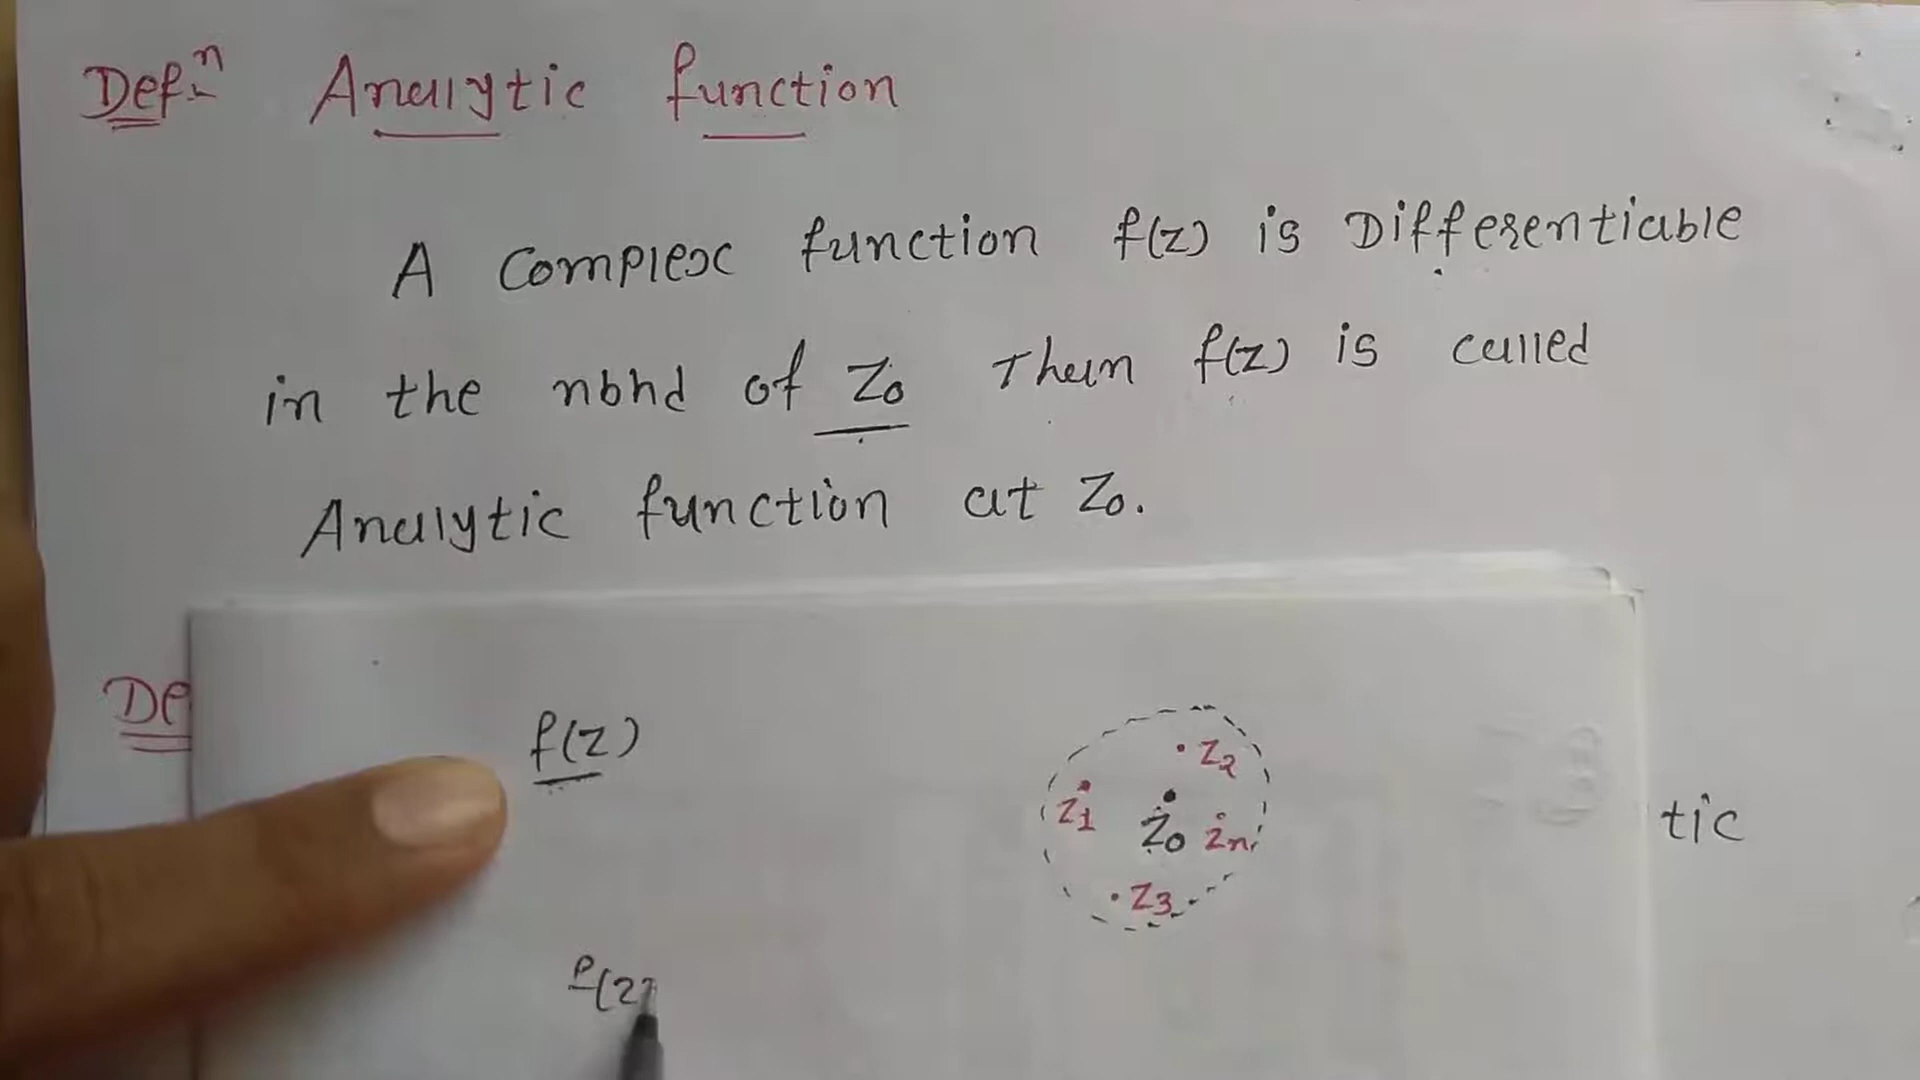 Defⁿ Analytic function
A Complex function f(z) is Differentiable
in the nbhd of Z₀ Then f(z) is called
Analytic function at Z₀.
De
f(z)
Z₂
Z₁ Z₀ Zn
tic
Z₃
f(z